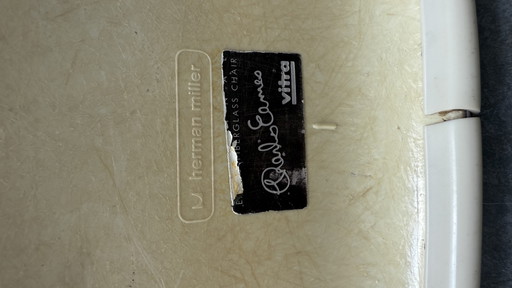 herman miller
FIBERGLASS CHAIR
Charles Eames
vitra